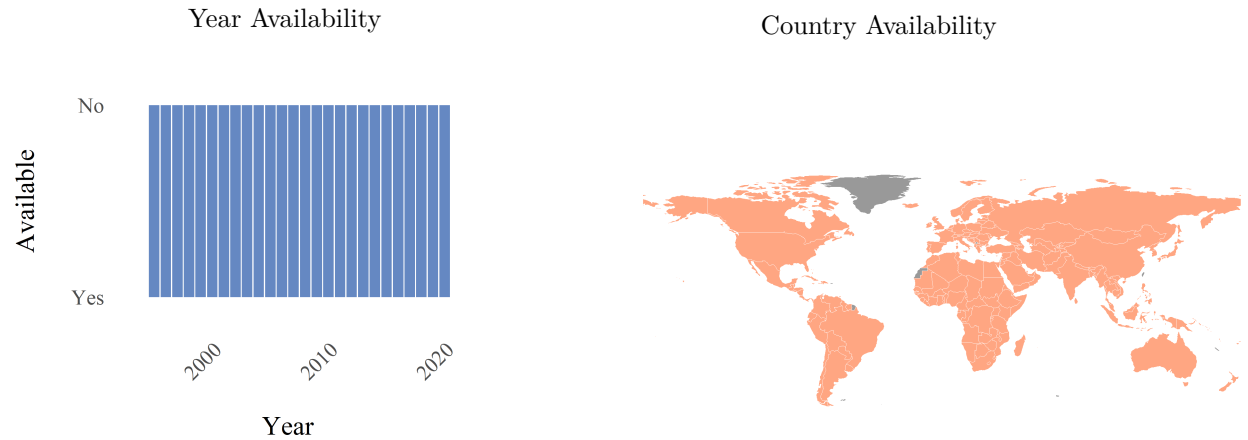 Year Availability
Country Availability
No
Available
Yes
2000
2010
2020
Year